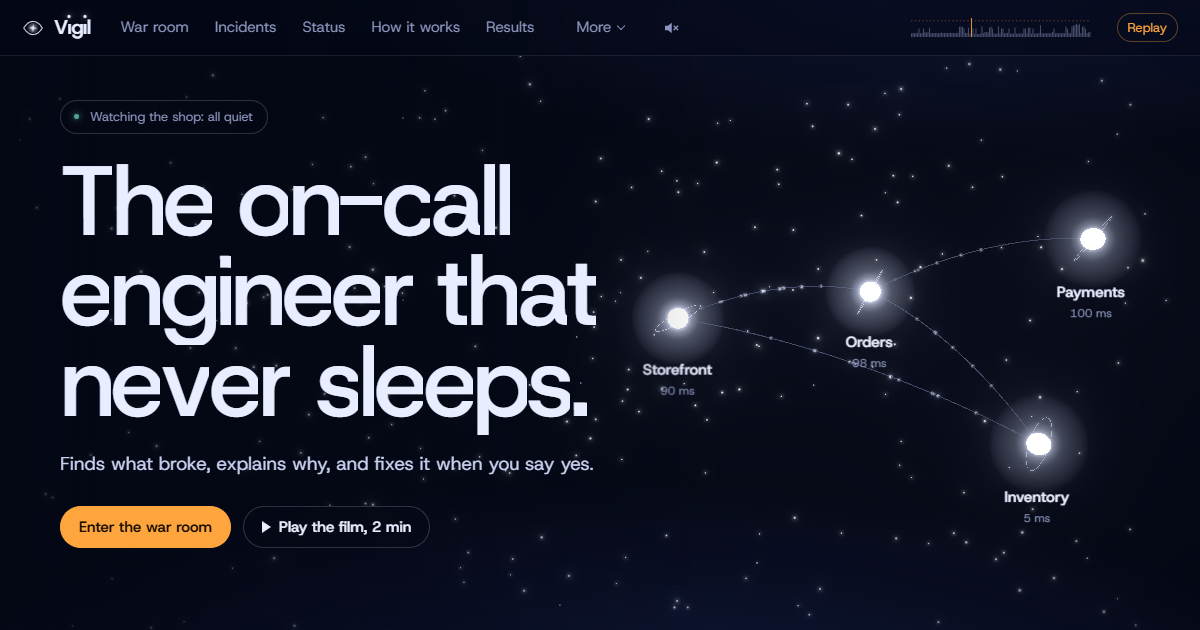 Vigil
War room
Incidents
Status
How it works
Results
More
Replay
Watching the shop: all quiet
The on-call
engineer that
never sleeps.
Finds what broke, explains why, and fixes it when you say yes.
Enter the war room
Play the film, 2 min
Storefront
90 ms
Orders
98 ms
Payments
100 ms
Inventory
5 ms